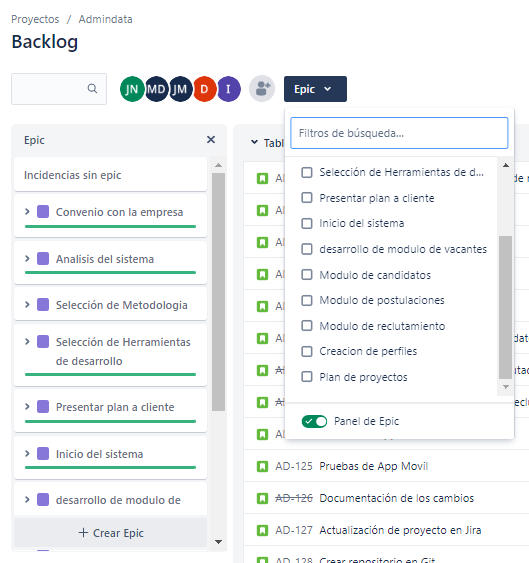 Proyectos / Admindata
Backlog
JN MD JM D I
Epic
Filtros de búsqueda...
Selección de Herramientas de d...
Presentar plan a cliente
Inicio del sistema
desarrollo de modulo de vacantes
Modulo de candidatos
Modulo de postulaciones
Modulo de reclutamiento
Creacion de perfiles
Plan de proyectos
Panel de Epic
Epic
Incidencias sin epic
Convenio con la empresa
Analisis del sistema
Selección de Metodología
Selección de Herramientas
de desarrollo
Presentar plan a cliente
Inicio del sistema
desarrollo de modulo de
Crear Epic
AD-125 Pruebas de App Movil
AD-126 Documentación de los cambios
AD-127 Actualización de proyecto en Jira
AD-128 Crear repositorio en Git